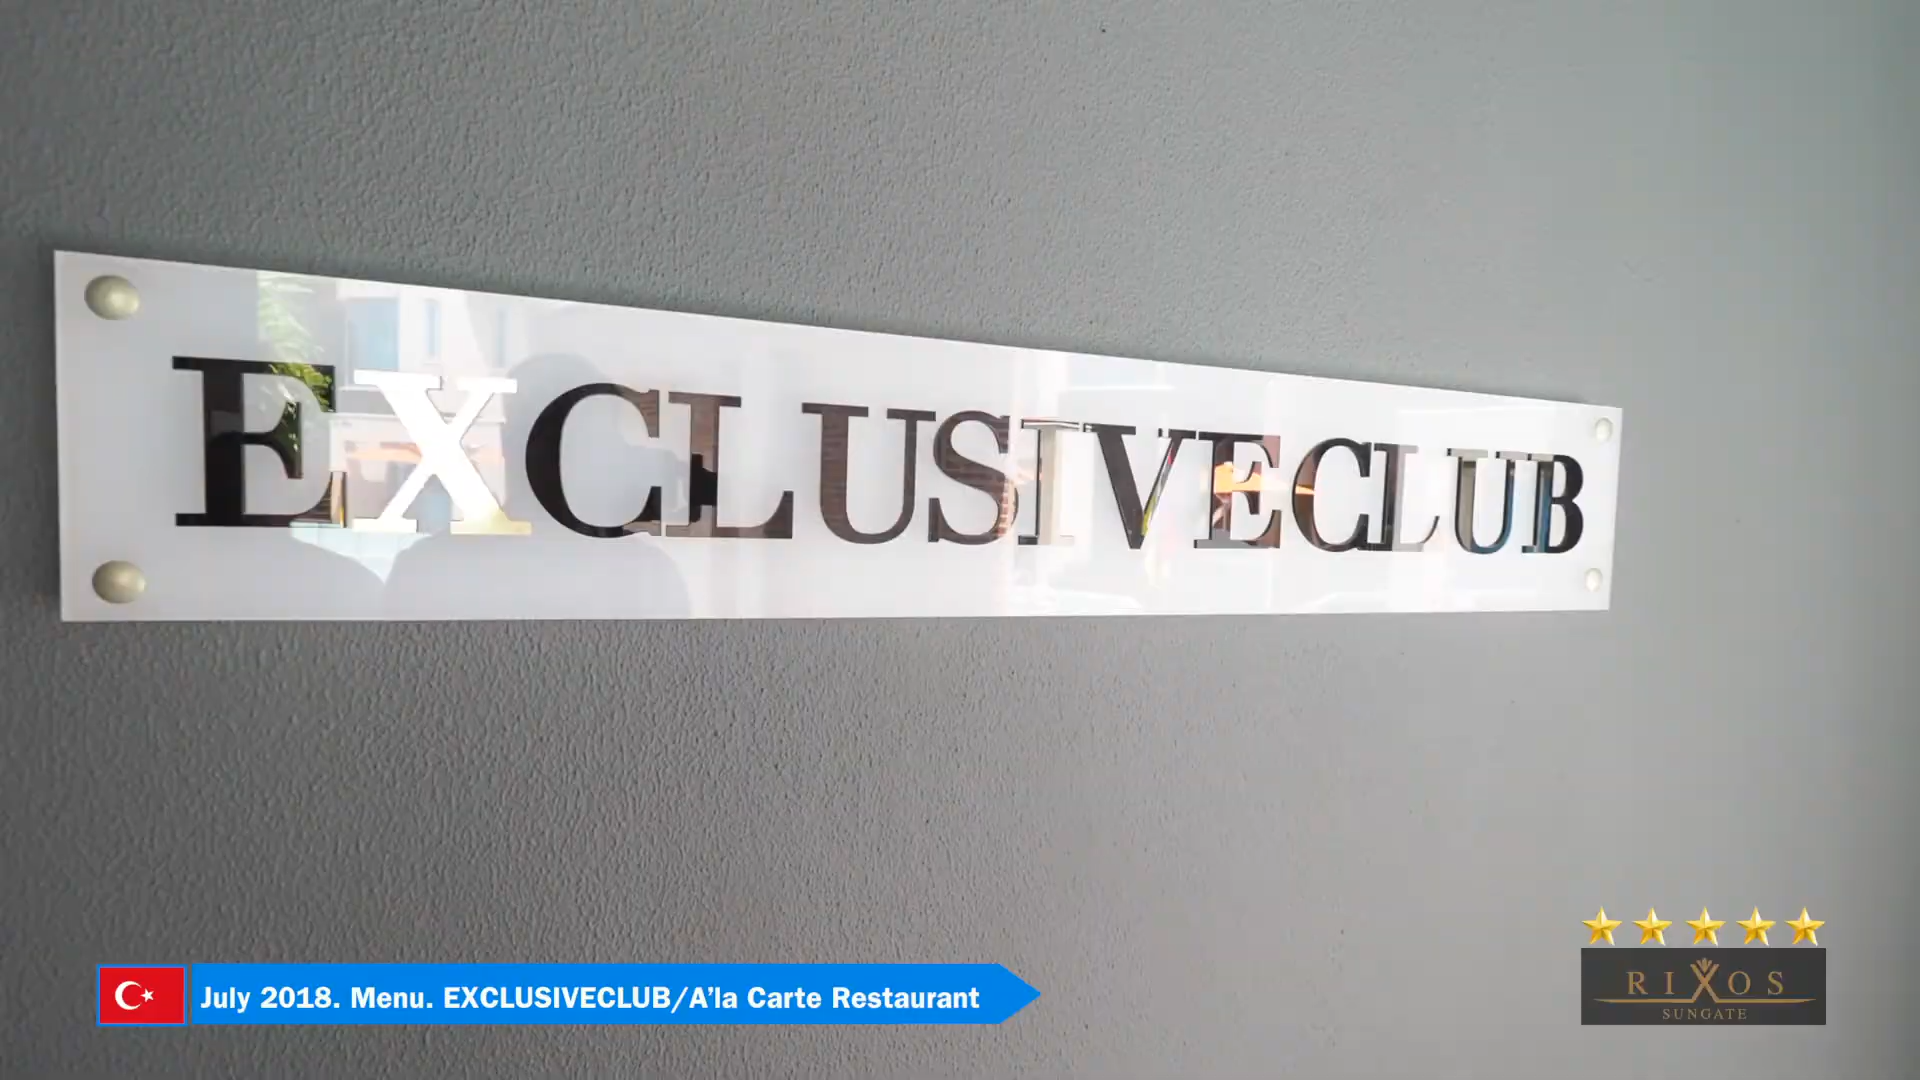 EXCLUSIVECLUB
July 2018. Menu. EXCLUSIVECLUB/A’la Carte Restaurant
RIXOS
SUNGATE